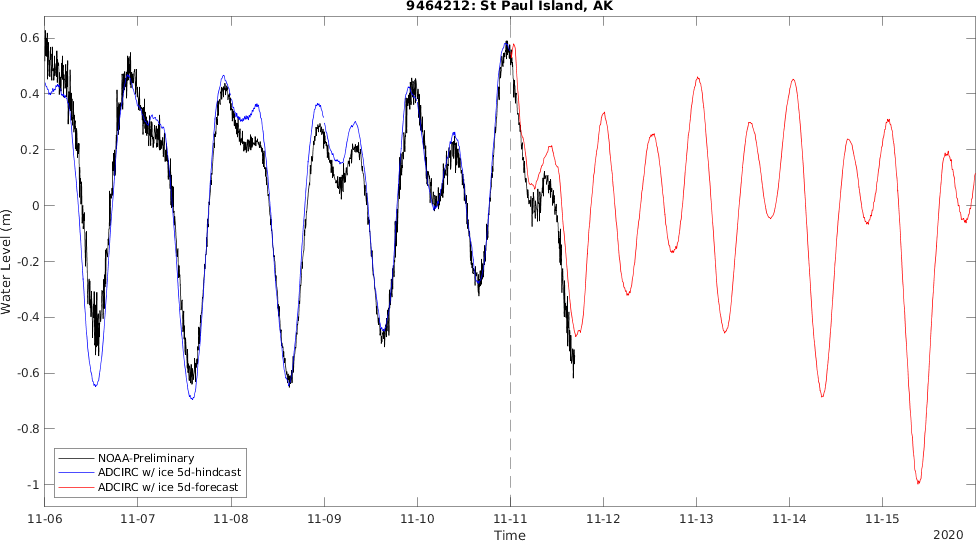 9464212: St Paul Island, AK
0.6
0.4
0.2
0
-0.2
-0.4
-0.6
-0.8
-1
Water Level (m)
NOAA-Preliminary
ADCIRC w/ ice 5d-hindcast
ADCIRC w/ ice 5d-forecast
11-06 11-07 11-08 11-09 11-10 11-11 11-12 11-13 11-14 11-15
Time
2020